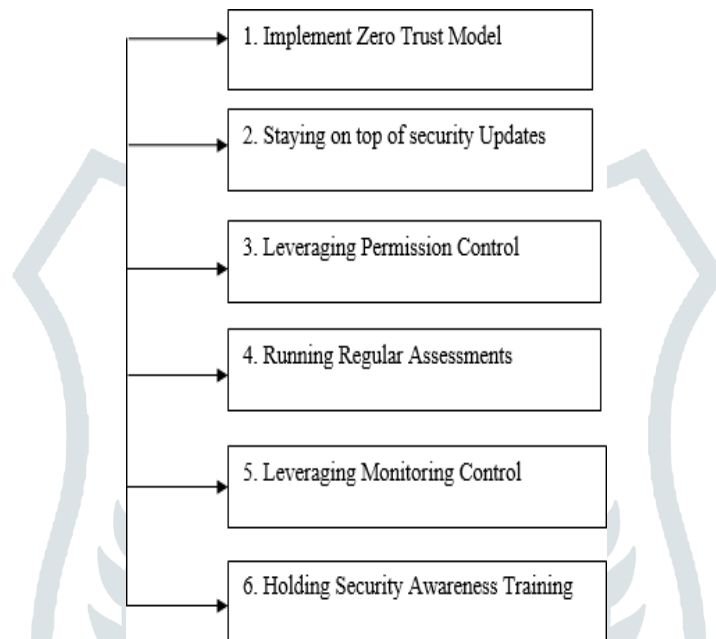 1. Implement Zero Trust Model
2. Staying on top of security Updates
3. Leveraging Permission Control
4. Running Regular Assessments
5. Leveraging Monitoring Control
6. Holding Security Awareness Training